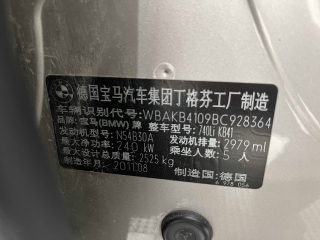 德国宝马汽车集团丁格芬工厂制造
车辆识别代号: WBAKB4109BC928364
品牌: 宝马(BMW)牌 整车型号: 740Li KB41
发动机型号: N54B30A 发动机排量: 2979 ml
最大净功率: 240 kW 乘坐人数: 5 人
最大设计总质量: 2525 kg
制造年月: 2011.08 制造国: 德国
6 978 056